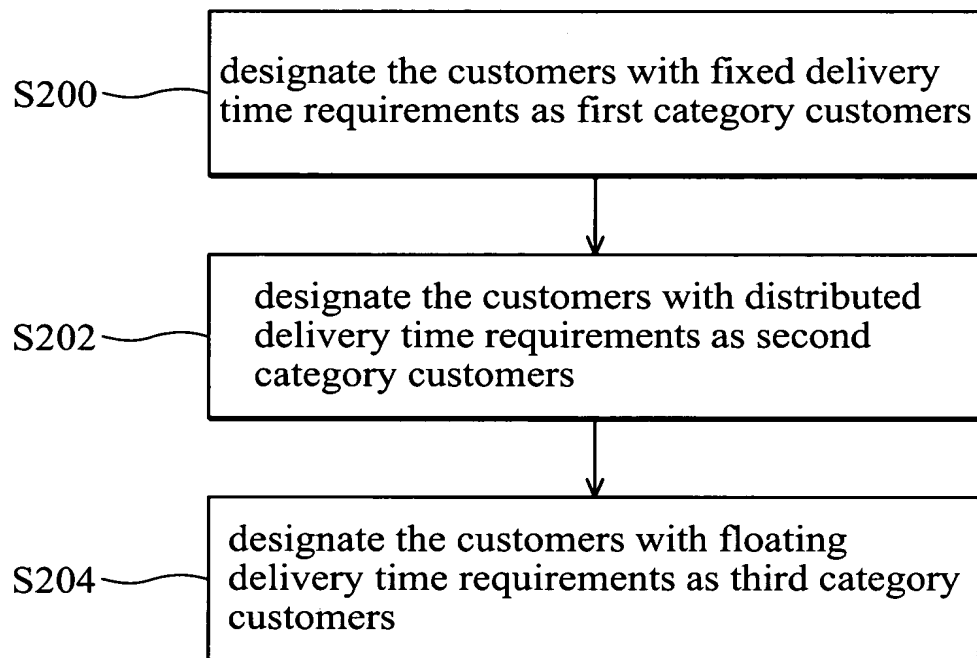 S200
designate the customers with fixed delivery
time requirements as first category customers
S202
designate the customers with distributed
delivery time requirements as second
category customers
S204
designate the customers with floating
delivery time requirements as third category
customers